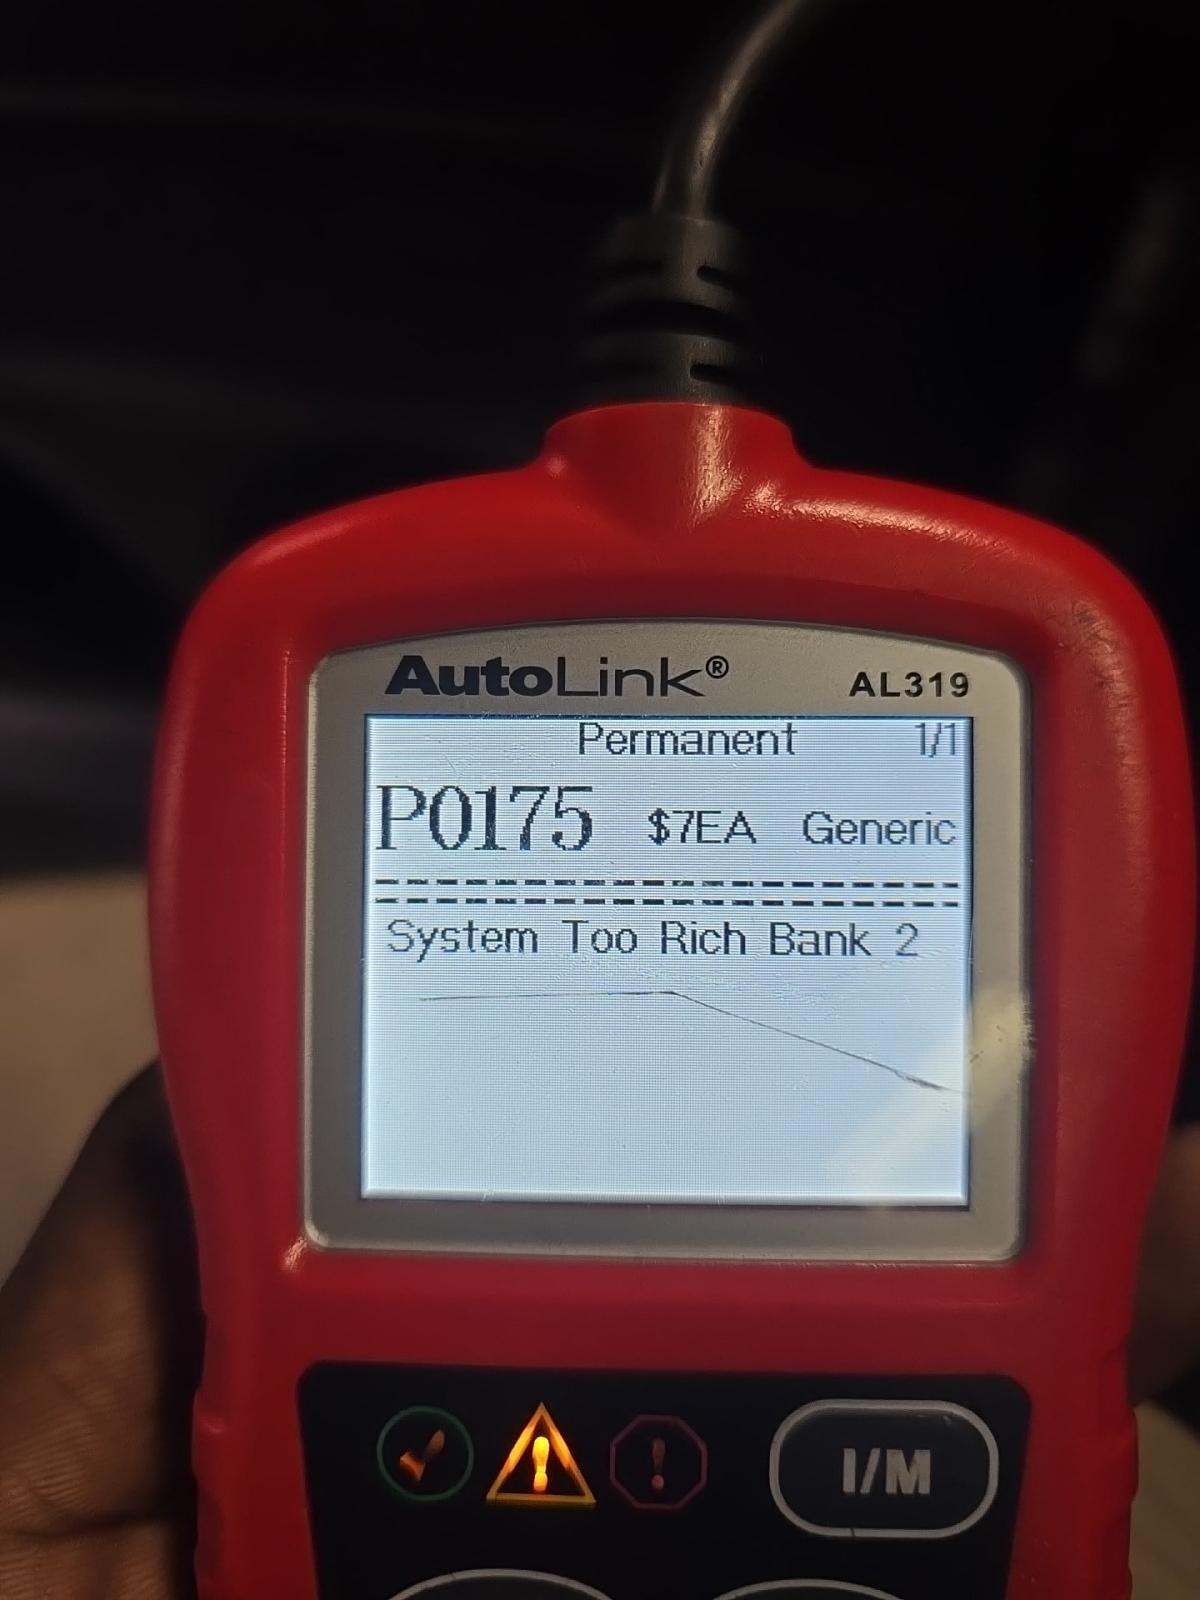 AutoLink® AL319
Permanent 1/1
P0175 $7EA Generic
System Too Rich Bank 2
I/M